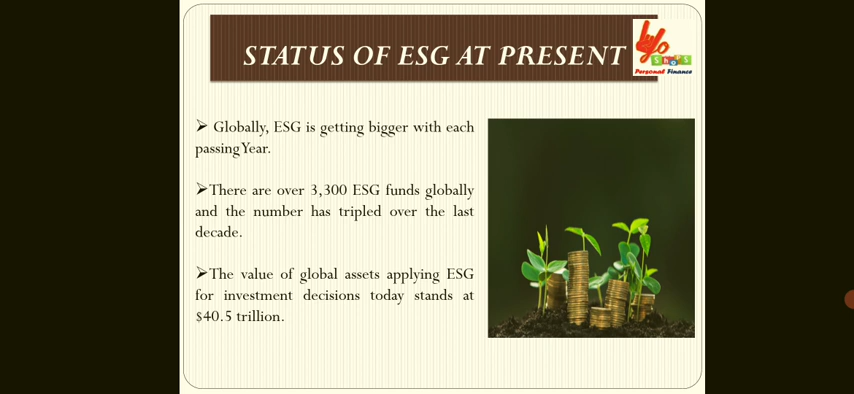 STATUS OF ESG AT PRESENT
Shops
Personal Finance
➢ Globally, ESG is getting bigger with each
passing Year.
➢There are over 3,300 ESG funds globally
and the number has tripled over the last
decade.
➢The value of global assets applying ESG
for investment decisions today stands at
$40.5 trillion.